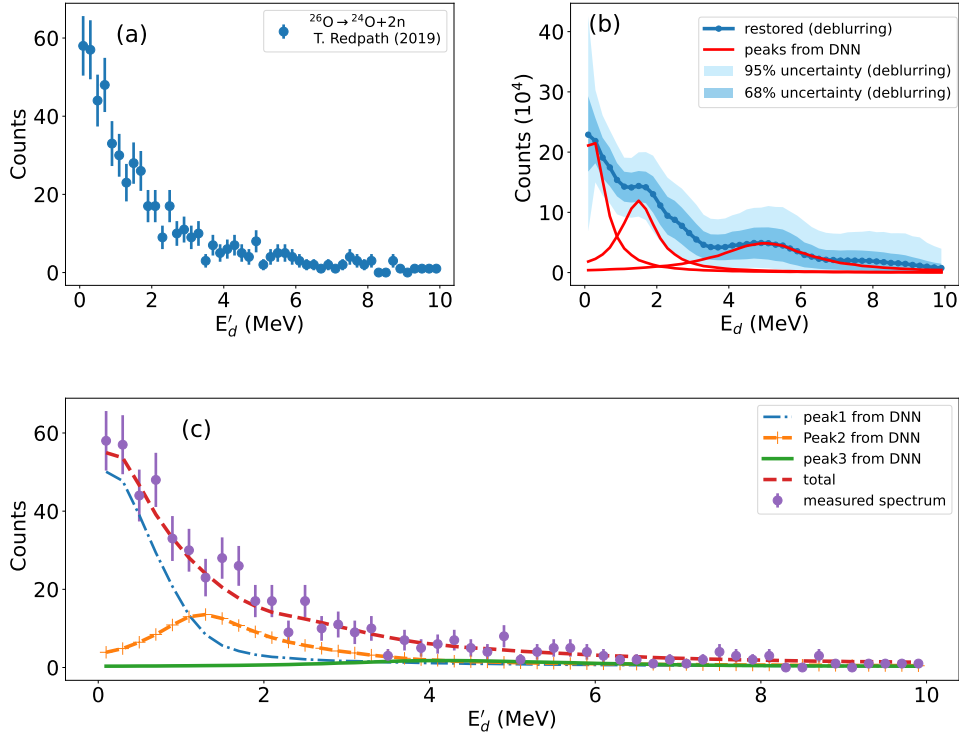 (a)
²⁶O→²⁴O+2n
T. Redpath (2019)
Counts
60
40
20
0
0 2 4 6 8 10
E′d (MeV)
(b)
restored (deblurring)
peaks from DNN
95% uncertainty (deblurring)
68% uncertainty (deblurring)
Counts (10⁴)
40
30
20
10
0
0 2 4 6 8 10
Ed (MeV)
(c)
peak1 from DNN
Peak2 from DNN
peak3 from DNN
total
measured spectrum
Counts
60
40
20
0
0 2 4 6 8 10
E′d (MeV)